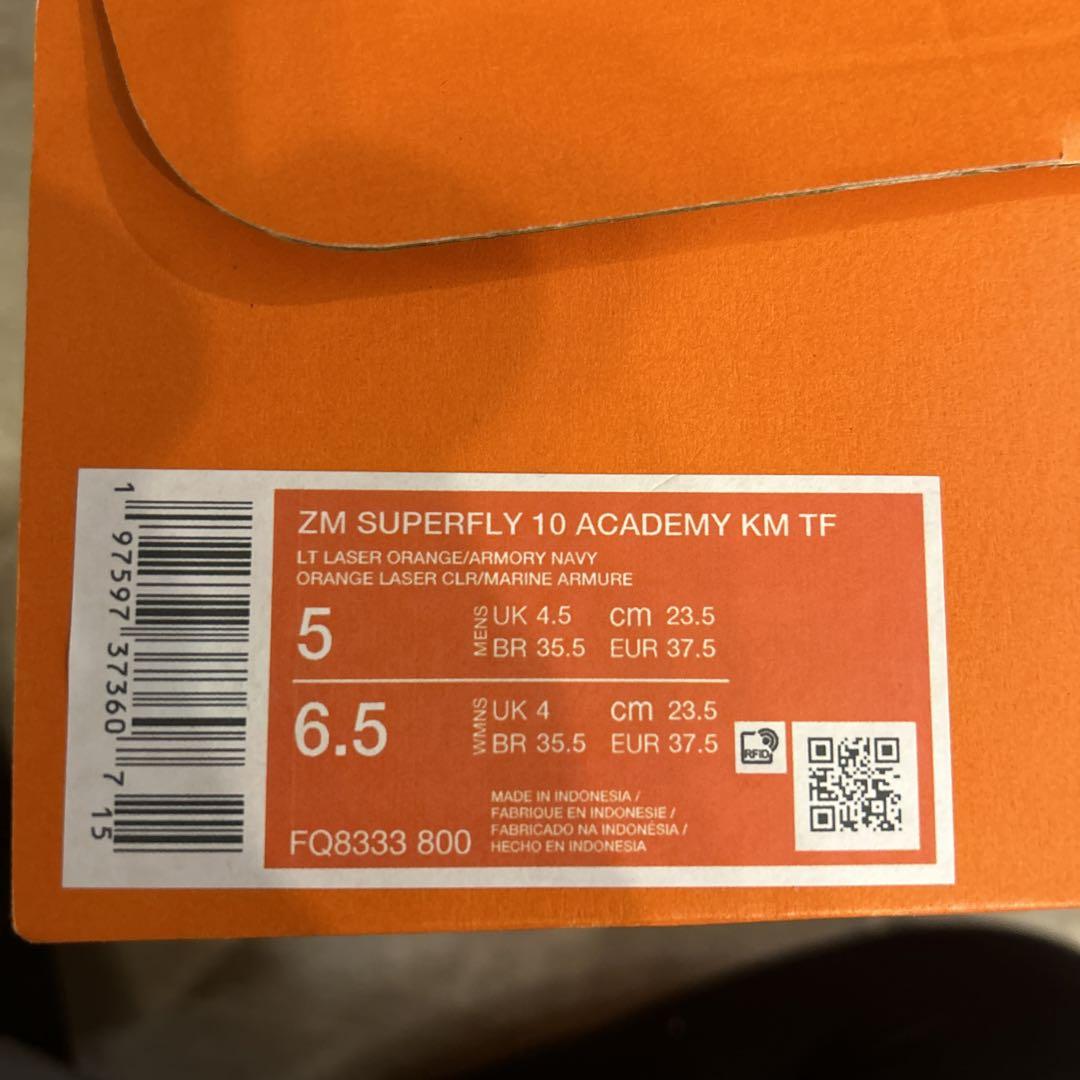 ZM SUPERFLY 10 ACADEMY KM TF
LT LASER ORANGE/ARMORY NAVY
ORANGE LASER CLR/MARINE ARMURE
5 MENS UK 4.5 cm 23.5
BR 35.5 EUR 37.5
6.5 WMNS UK 4 cm 23.5
BR 35.5 EUR 37.5
RFID
MADE IN INDONESIA /
FABRIQUE EN INDONESIE /
FABRICADO NA INDONÉSIA /
HECHO EN INDONESIA
FQ8333 800
1 97597 37360 7 15